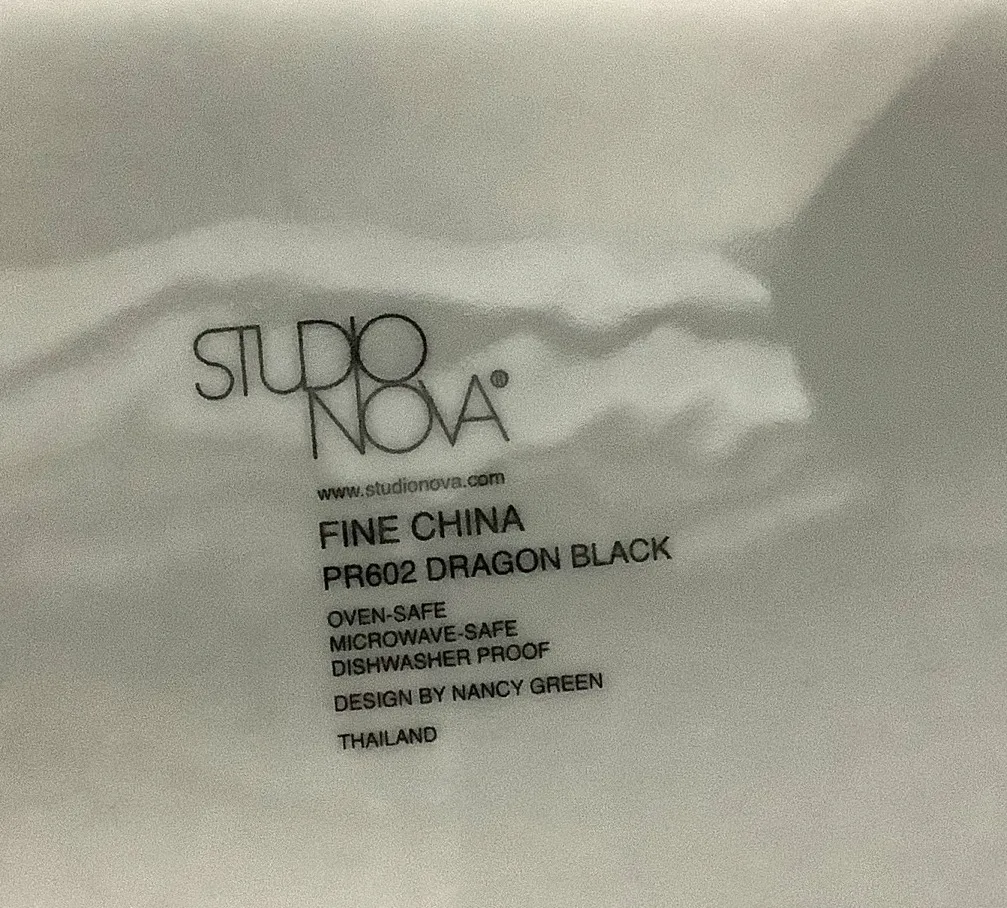 STUDIO
NOVA®
www.studionova.com
FINE CHINA
PR602 DRAGON BLACK
OVEN-SAFE
MICROWAVE-SAFE
DISHWASHER PROOF
DESIGN BY NANCY GREEN
THAILAND